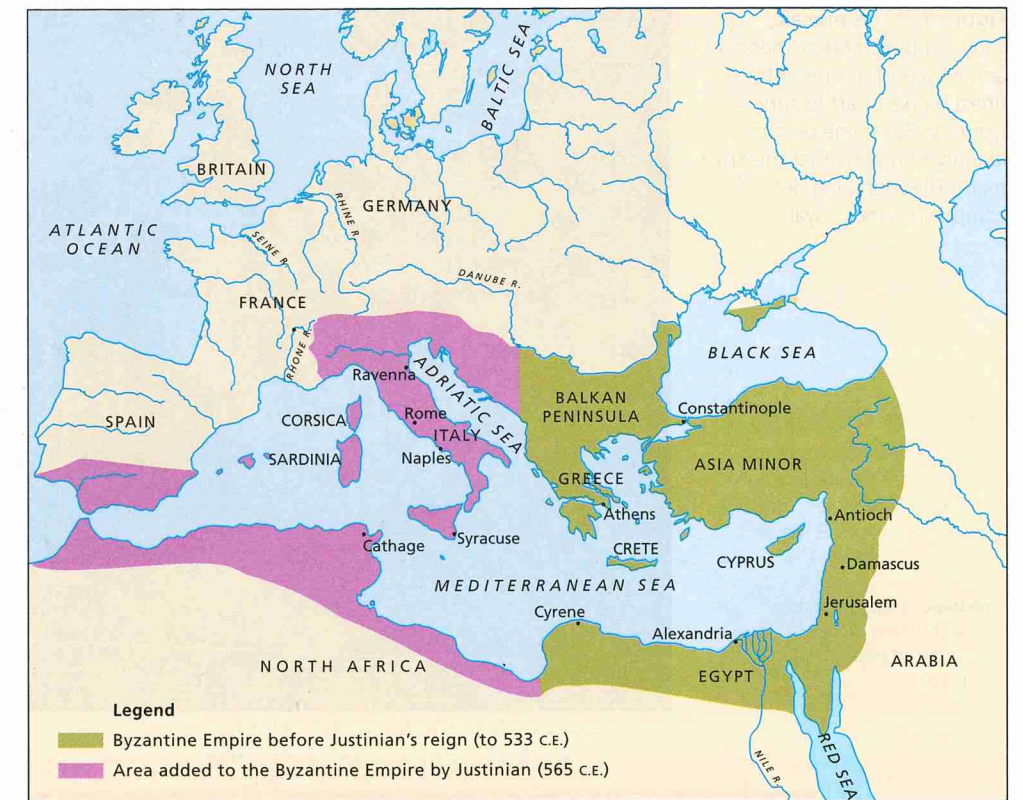 NORTH
SEA
BALTIC SEA
BRITAIN
RHINE R.
GERMANY
ATLANTIC
OCEAN
SEINE R.
DANUBE R.
FRANCE
RHONE R.
BLACK SEA
Ravenna
ADRIATIC SEA
BALKAN
PENINSULA
Constantinople
CORSICA
Rome
SPAIN
ITALY
SARDINIA
Naples
ASIA MINOR
GREECE
Athens
Antioch
Cathage
Syracuse
CRETE
CYPRUS
Damascus
MEDITERRANEAN SEA
Cyrene
Jerusalem
Alexandria
NORTH AFRICA
EGYPT
ARABIA
Legend
Byzantine Empire before Justinian's reign (to 533 C.E.)
Area added to the Byzantine Empire by Justinian (565 C.E.)
NILE R.
RED SEA